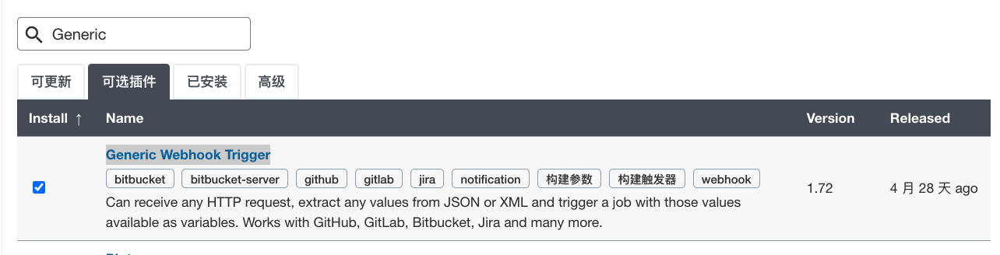 Generic
可更新 可选插件 已安装 高级
Install ↑ Name Version Released
Generic Webhook Trigger
bitbucket bitbucket-server github gitlab jira notification 构建参数 构建触发器 webhook
1.72 4 月 28 天 ago
Can receive any HTTP request, extract any values from JSON or XML and trigger a job with those values
available as variables. Works with GitHub, GitLab, Bitbucket, Jira and many more.